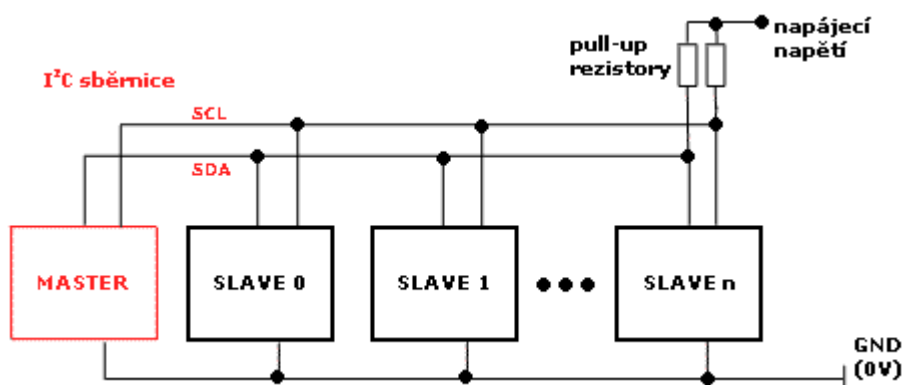 napájecí
napětí
pull-up
rezistory
I²C sběrnice
SCL
SDA
MASTER
SLAVE 0
SLAVE 1
SLAVE n
GND
(0V)